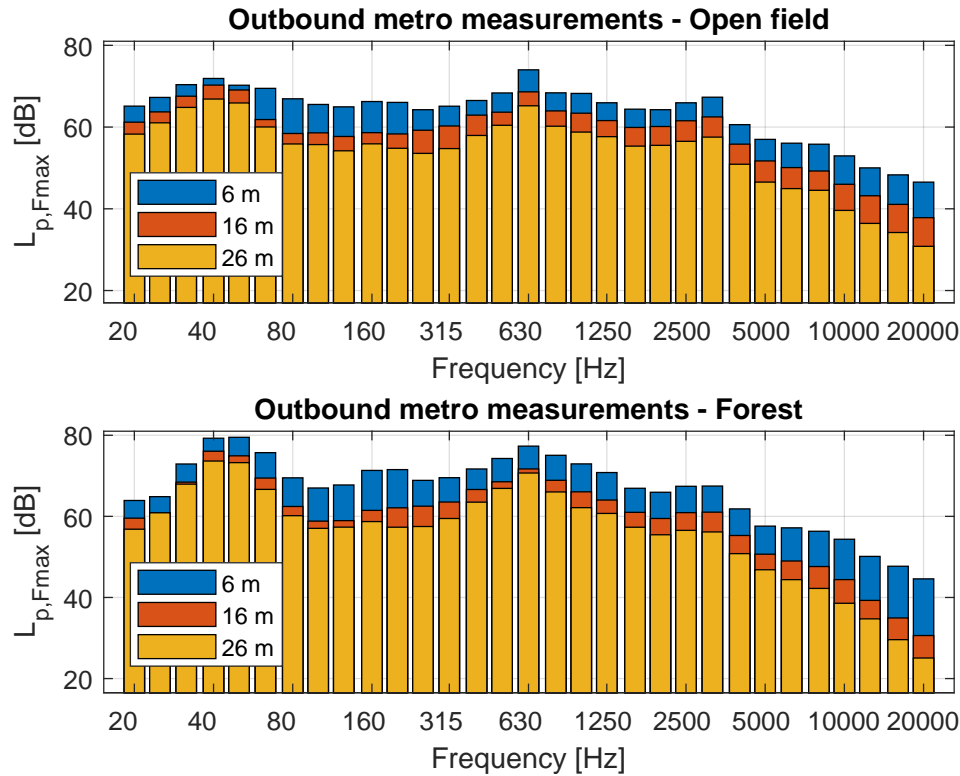 Outbound metro measurements - Open field
80
60
40
20
L_p,Fmax [dB]
6 m
16 m
26 m
20 40 80 160 315 630 1250 2500 5000 10000 20000
Frequency [Hz]
Outbound metro measurements - Forest
80
60
40
20
L_p,Fmax [dB]
6 m
16 m
26 m
20 40 80 160 315 630 1250 2500 5000 10000 20000
Frequency [Hz]